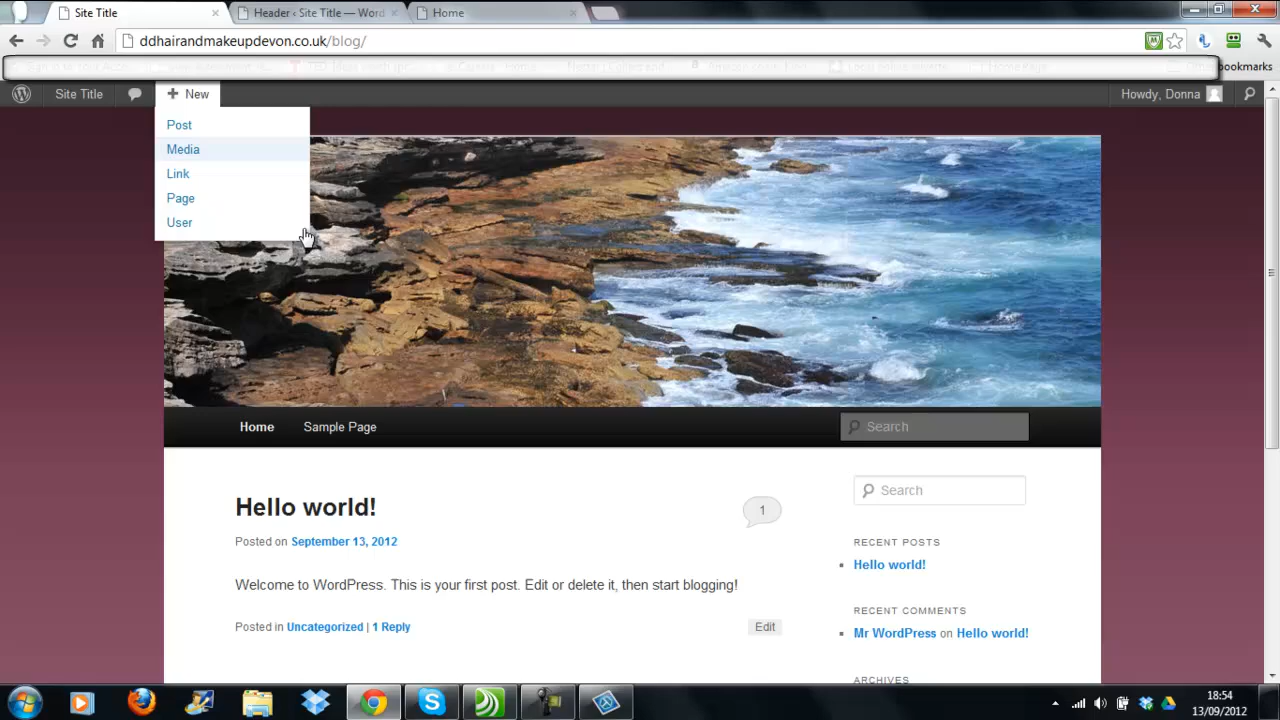 Site Title
Header ‹ Site Title — Word
Home
ddhairandmakeupdevon.co.uk/blog/
bookmarks
Site Title
New
Howdy, Donna
Post
Media
Link
Page
User
Home
Sample Page
Search
Hello world!
1
Search
Posted on September 13, 2012
RECENT POSTS
Hello world!
Welcome to WordPress. This is your first post. Edit or delete it, then start blogging!
RECENT COMMENTS
Posted in Uncategorized | 1 Reply
Edit
Mr WordPress on Hello world!
ARCHIVES
18:54
13/09/2012